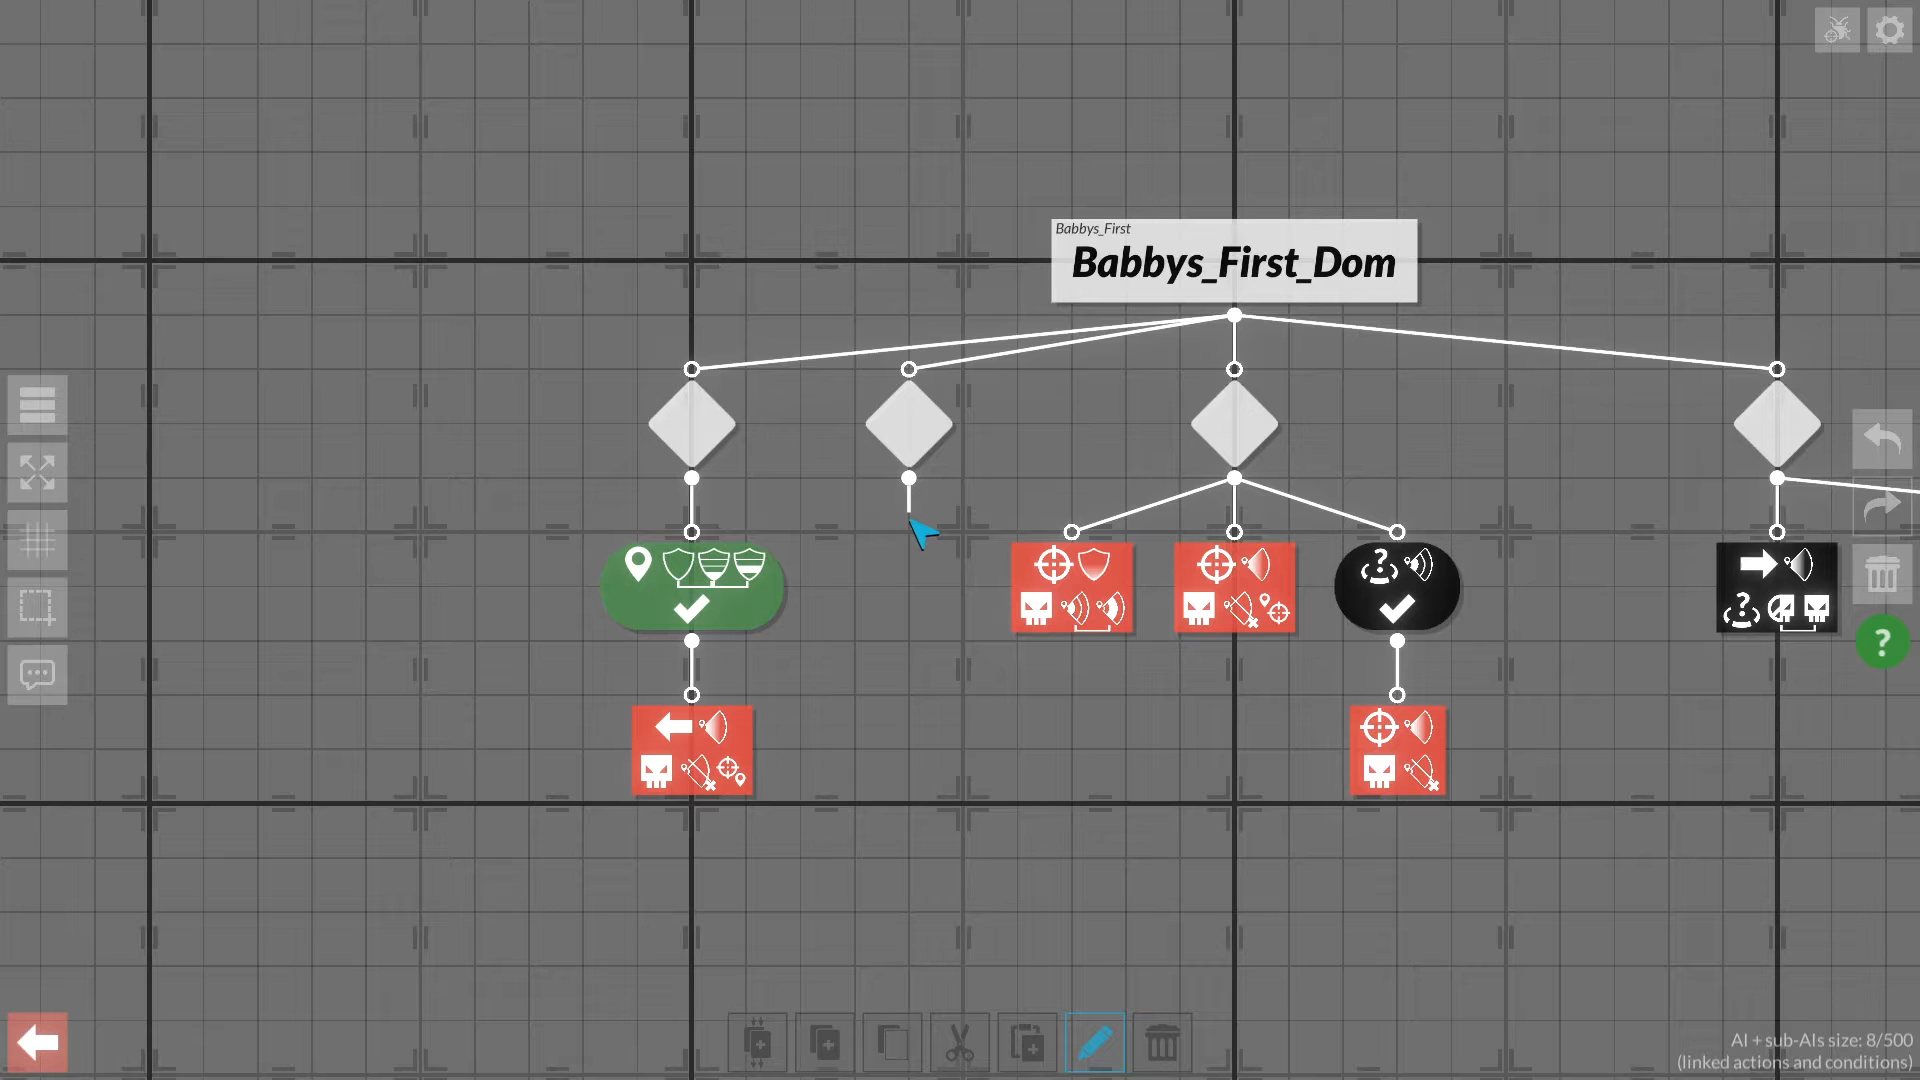 Babbys_First
Babbys_First_Dom
?
?
?
AI + sub-AIs size: 8/500
(linked actions and conditions)